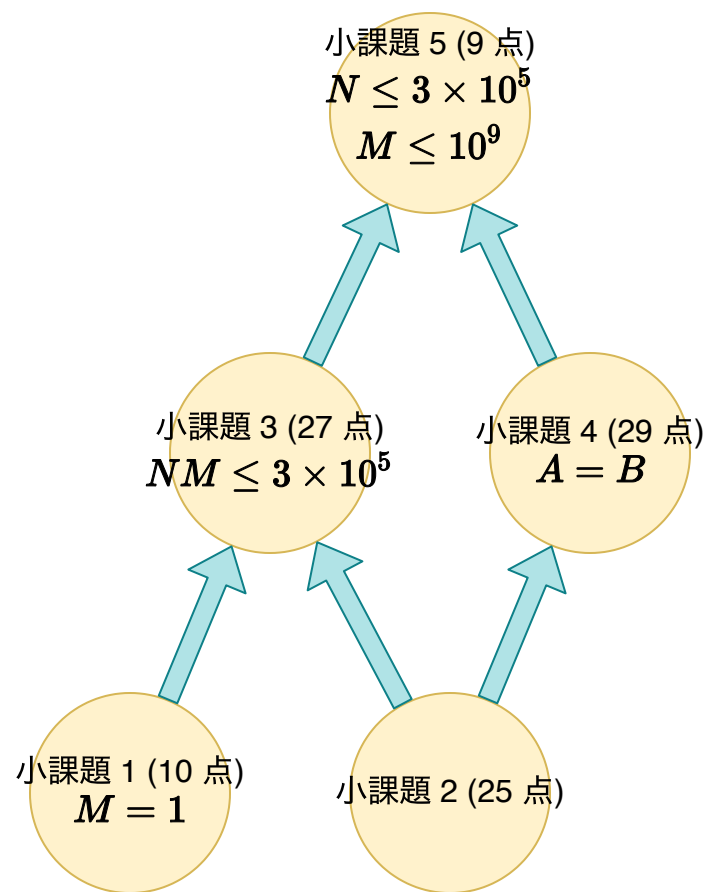 小課題 5 (9 点)
N ≤ 3 × 10⁵
M ≤ 10⁹
小課題 3 (27 点)
NM ≤ 3 × 10⁵
小課題 4 (29 点)
A = B
小課題 1 (10 点)
M = 1
小課題 2 (25 点)